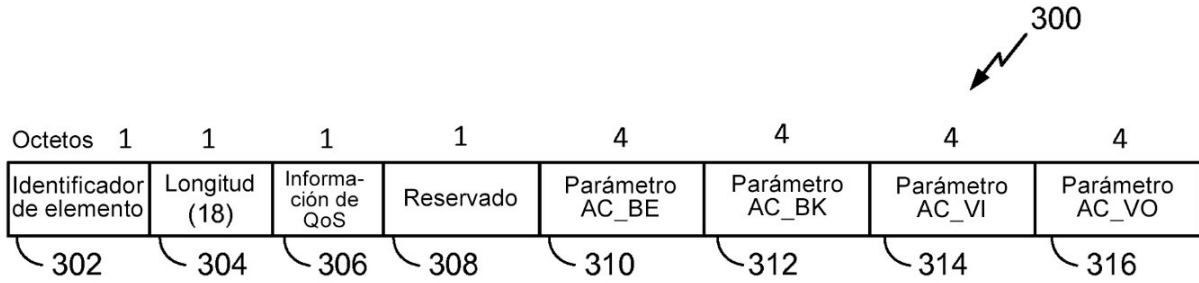 300
Octetos 1 1 1 1 4 4 4 4
Identificador Longitud Informa- Reservado Parámetro Parámetro Parámetro Parámetro
de elemento (18) ción de AC_BE AC_BK AC_VI AC_VO
QoS
302 304 306 308 310 312 314 316